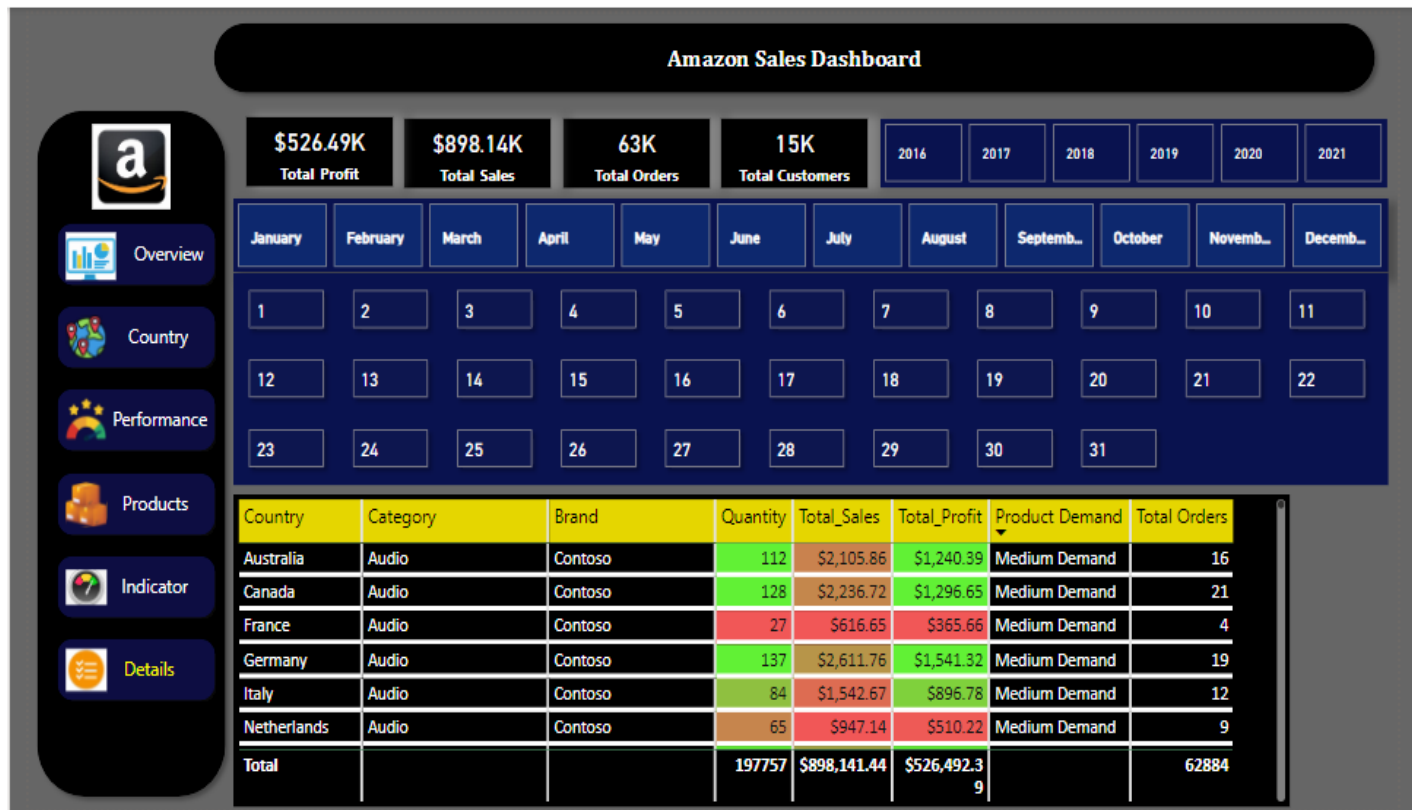 Amazon Sales Dashboard
a
$526.49K
Total Profit
$898.14K
Total Sales
63K
Total Orders
15K
Total Customers
2016 2017 2018 2019 2020 2021
January February March April May June July August Septemb... October Novemb... Decemb...
1 2 3 4 5 6 7 8 9 10 11
12 13 14 15 16 17 18 19 20 21 22
23 24 25 26 27 28 29 30 31
Overview
Country
Performance
Products
Indicator
Details
Country Category Brand Quantity Total_Sales Total_Profit Product Demand Total Orders
Australia Audio Contoso 112 $2,105.86 $1,240.39 Medium Demand 16
Canada Audio Contoso 128 $2,236.72 $1,296.65 Medium Demand 21
France Audio Contoso 27 $616.65 $365.66 Medium Demand 4
Germany Audio Contoso 137 $2,611.76 $1,541.32 Medium Demand 19
Italy Audio Contoso 84 $1,542.67 $896.78 Medium Demand 12
Netherlands Audio Contoso 65 $947.14 $510.22 Medium Demand 9
Total 197757 $898,141.44 $526,492.3 62884
9